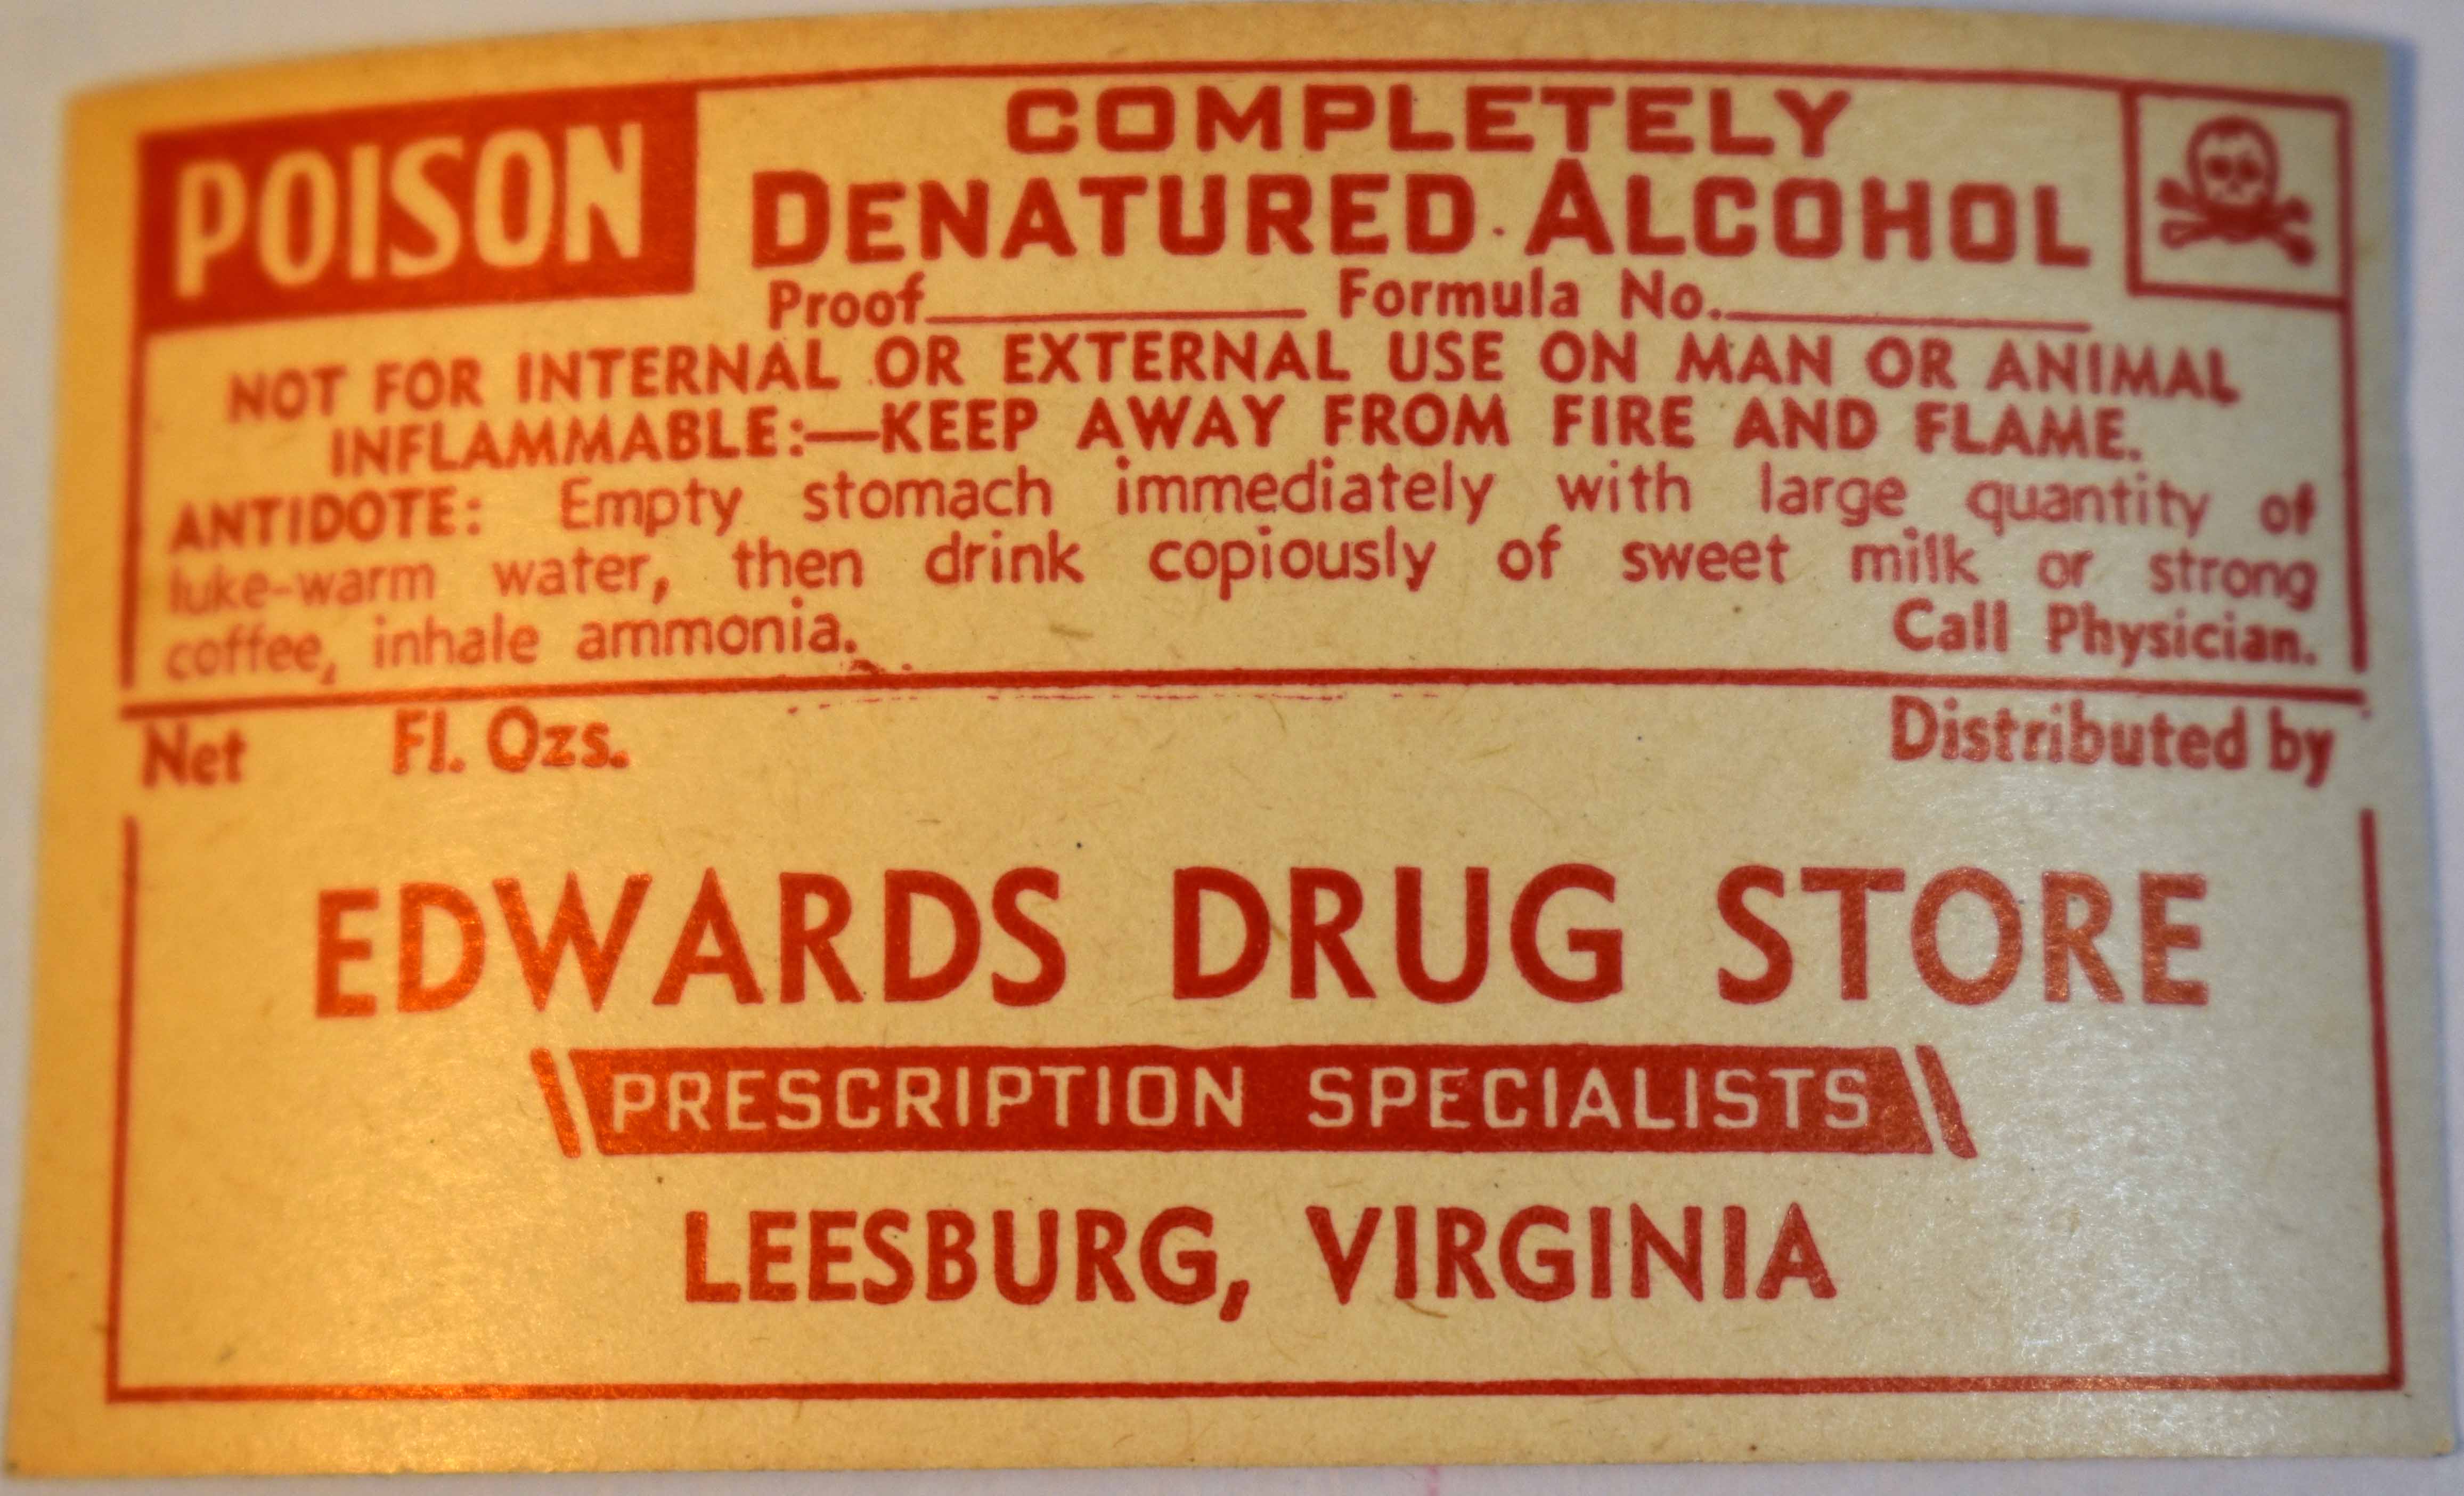 POISON
COMPLETELY
DENATURED ALCOHOL
Proof__________ Formula No.__________
NOT FOR INTERNAL OR EXTERNAL USE ON MAN OR ANIMAL
INFLAMMABLE:—KEEP AWAY FROM FIRE AND FLAME.
ANTIDOTE: Empty stomach immediately with large quantity of
luke-warm water, then drink copiously of sweet milk or strong
coffee, inhale ammonia. Call Physician.
Net Fl. Ozs. Distributed by
EDWARDS DRUG STORE
PRESCRIPTION SPECIALISTS
LEESBURG, VIRGINIA